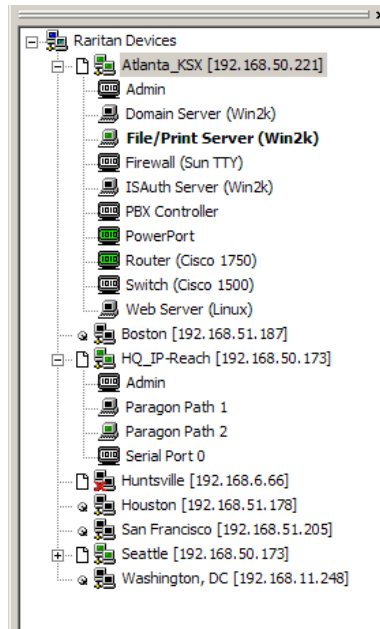 Raritan Devices
Atlanta_KSX [192.168.50.221]
Admin
Domain Server (Win2k)
File/Print Server (Win2k)
Firewall (Sun TTY)
ISAuth Server (Win2k)
PBX Controller
PowerPort
Router (Cisco 1750)
Switch (Cisco 1500)
Web Server (Linux)
Boston [192.168.51.187]
HQ_IP-Reach [192.168.50.173]
Admin
Paragon Path 1
Paragon Path 2
Serial Port 0
Huntsville [192.168.6.66]
Houston [192.168.51.178]
San Francisco [192.168.51.205]
Seattle [192.168.50.173]
Washington, DC [192.168.11.248]